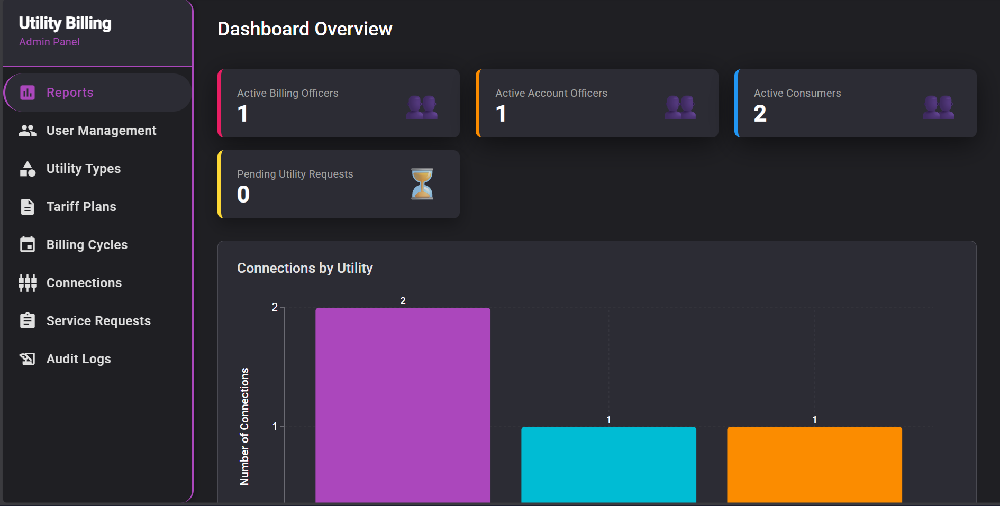 Utility Billing
Admin Panel
Reports
User Management
Utility Types
Tariff Plans
Billing Cycles
Connections
Service Requests
Audit Logs
Dashboard Overview
Active Billing Officers
1
Active Account Officers
1
Active Consumers
2
Pending Utility Requests
0
Connections by Utility
Number of Connections
2
1
2
1
1